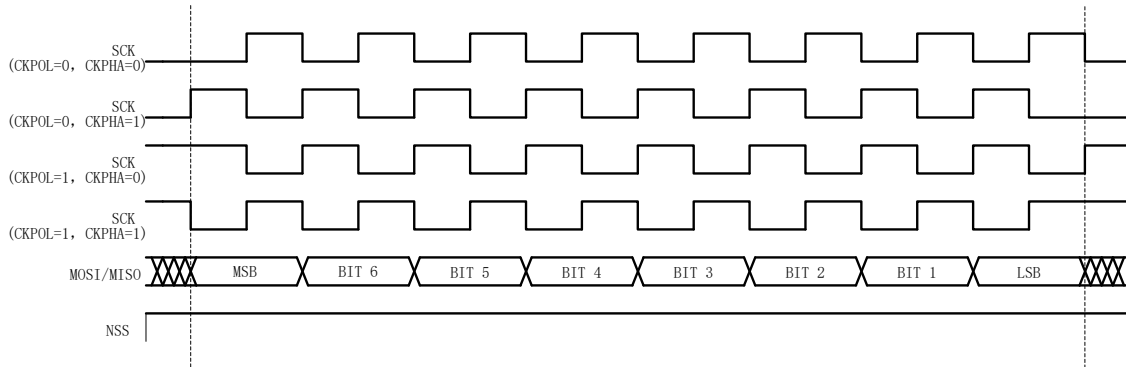 SCK
(CKPOL=0, CKPHA=0)
SCK
(CKPOL=0, CKPHA=1)
SCK
(CKPOL=1, CKPHA=0)
SCK
(CKPOL=1, CKPHA=1)
MOSI/MISO MSB BIT 6 BIT 5 BIT 4 BIT 3 BIT 2 BIT 1 LSB
NSS